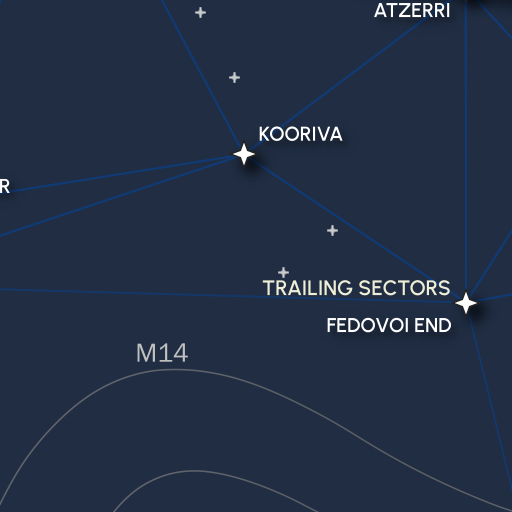 ATZERRI
KOORIVA
R
TRAILING SECTORS
FEDOVOI END
M14